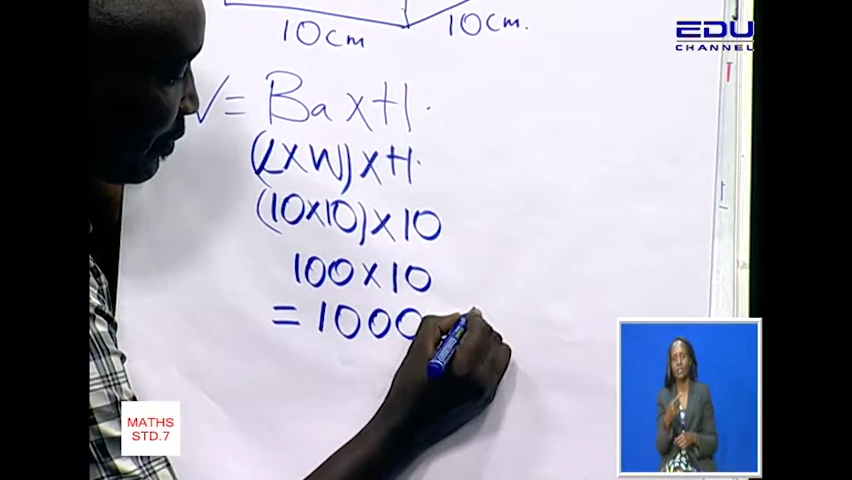 10cm 10cm.
EDU
CHANNEL
V = Ba x H.
(L x W) x H.
(10x10) x 10
100 x 10
= 1000
MATHS
STD.7